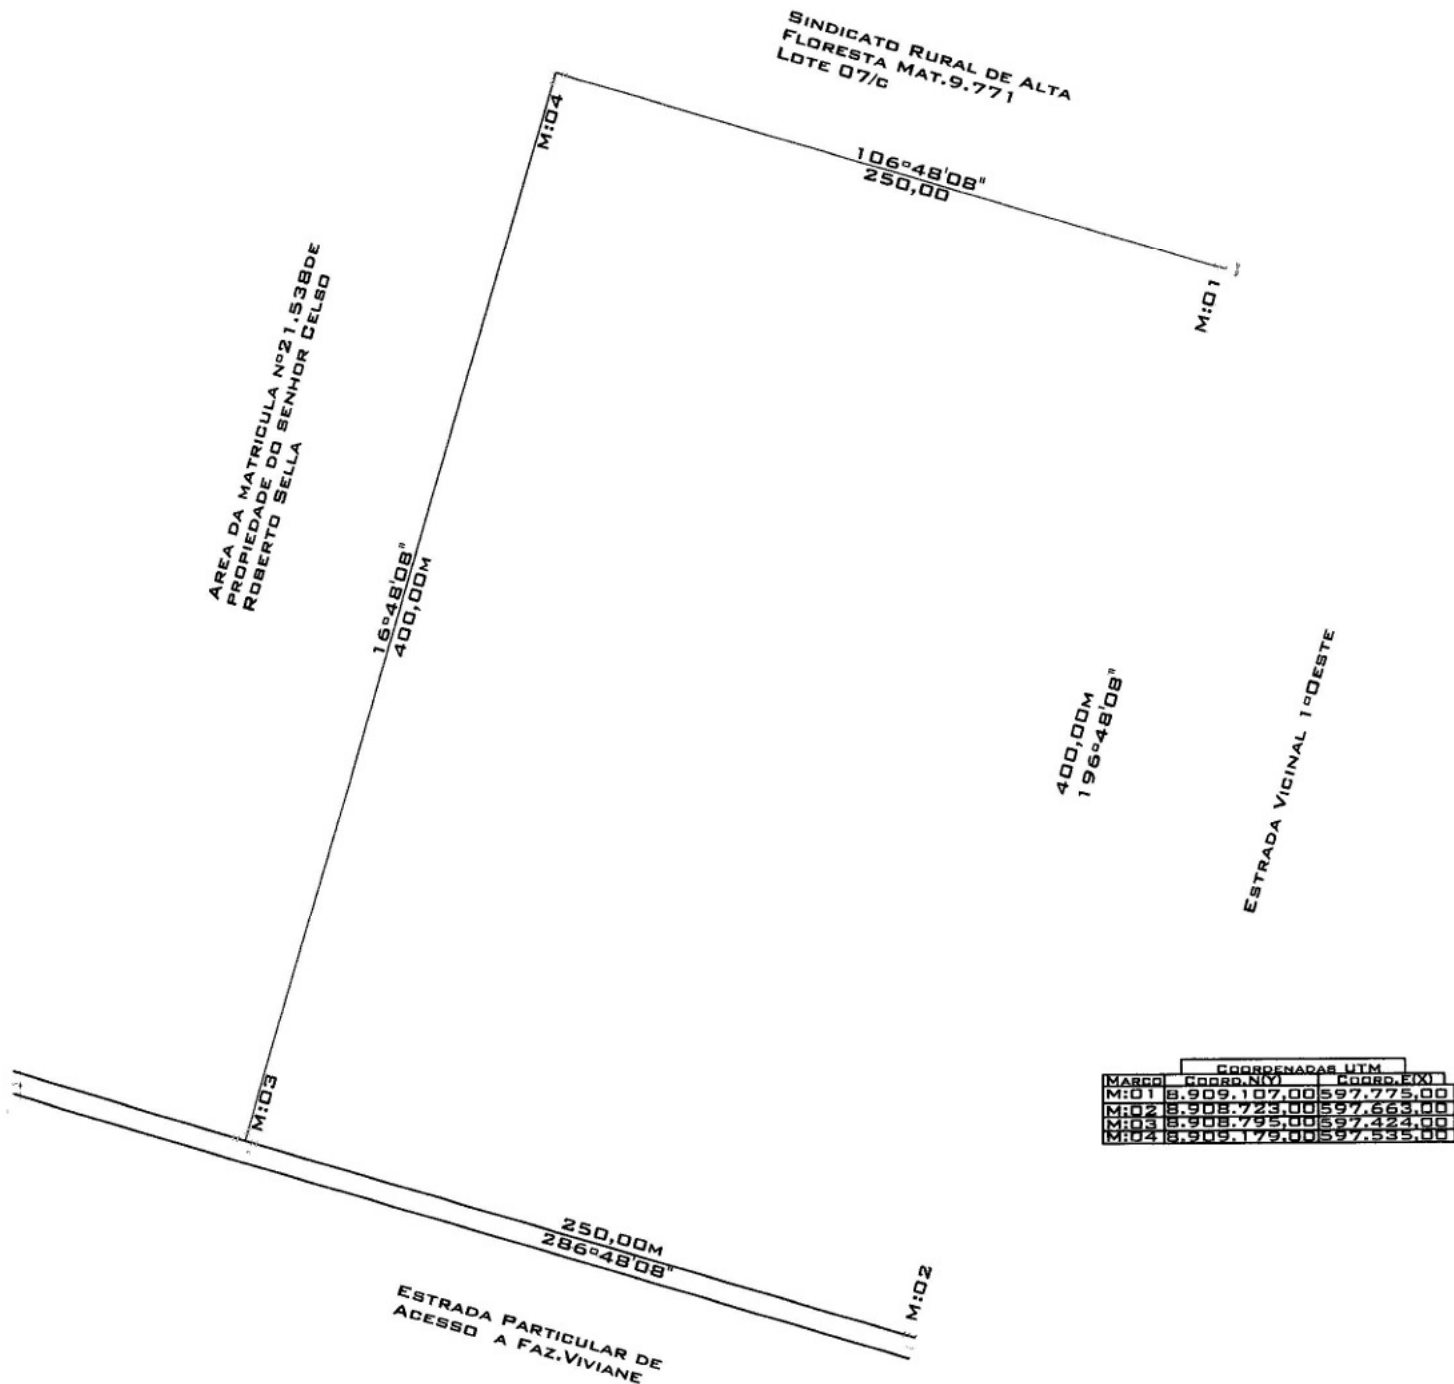 SINDICATO RURAL DE ALTA
FLORESTA MAT.9.771
LOTE 07/C
M:04
106°48'08"
250,00
M:01
AREA DA MATRICULA Nº21.538DE
PROPIEDADE DO SENHOR CELSO
ROBERTO SELLA
16°48'08"
400,00M
400,00M
196°48'08"
ESTRADA VICINAL 1ºOESTE
M:03
250,00M
286°48'08"
M:02
ESTRADA PARTICULAR DE
ACESSO A FAZ.VIVIANE
COORDENADAS UTM
MARCO COORD.N(Y) COORD.E(X)
M:01 8.909.107,00 597.775,00
M:02 8.908.723,00 597.663,00
M:03 8.908.795,00 597.424,00
M:04 8.909.179,00 597.535,00